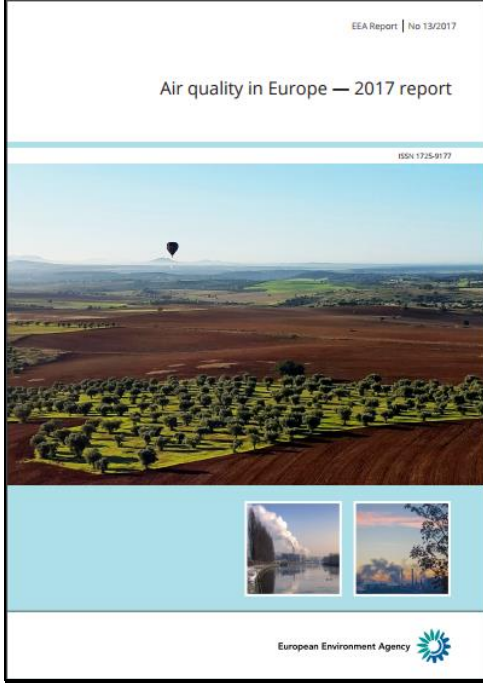 EEA Report | No 13/2017
Air quality in Europe — 2017 report
ISSN 1725-9177
European Environment Agency